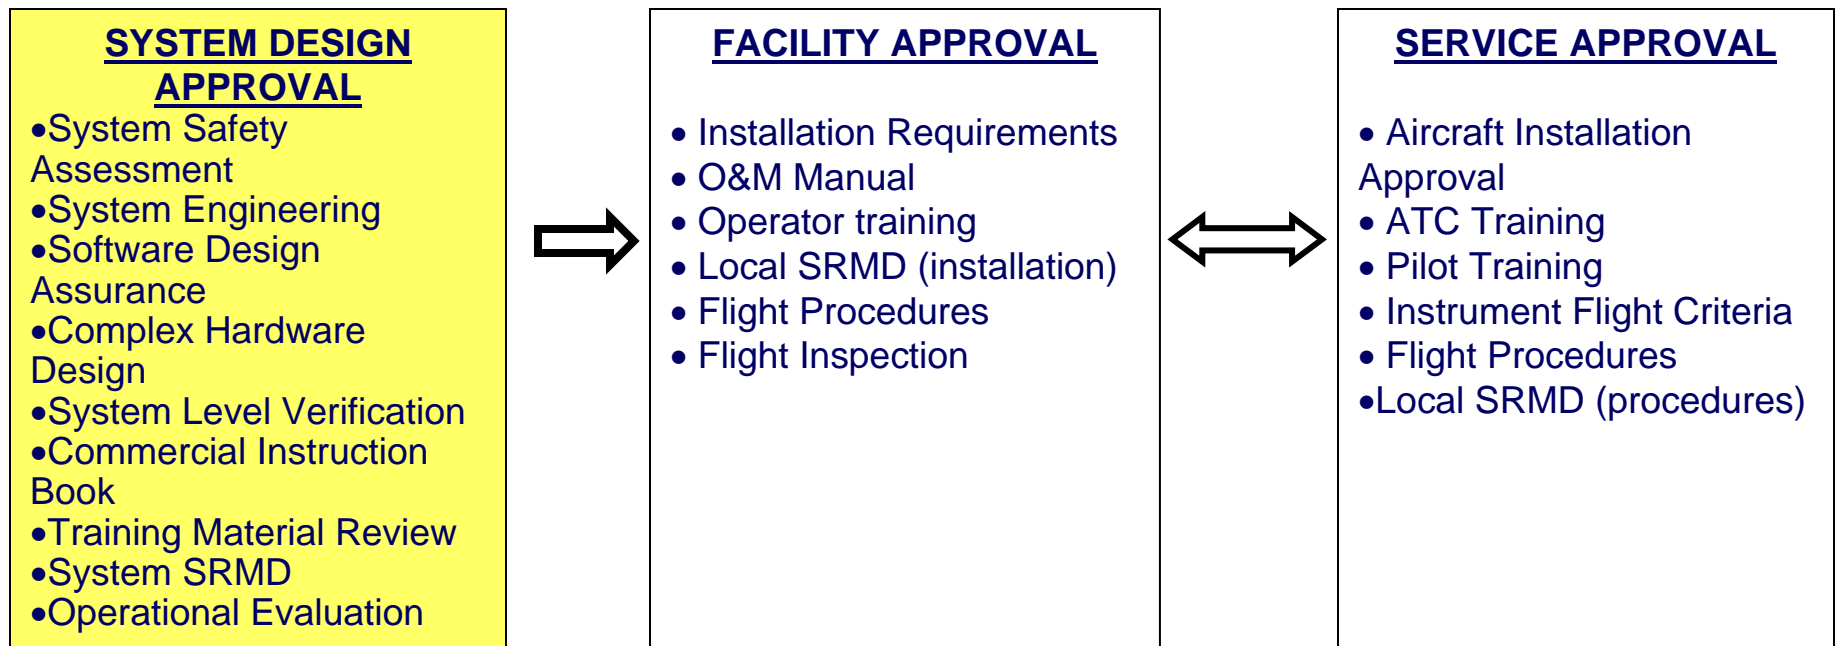 SYSTEM DESIGN
APPROVAL
•System Safety
Assessment
•System Engineering
•Software Design
Assurance
•Complex Hardware
Design
•System Level Verification
•Commercial Instruction
Book
•Training Material Review
•System SRMD
•Operational Evaluation
FACILITY APPROVAL
• Installation Requirements
• O&M Manual
• Operator training
• Local SRMD (installation)
• Flight Procedures
• Flight Inspection
SERVICE APPROVAL
• Aircraft Installation
Approval
• ATC Training
• Pilot Training
• Instrument Flight Criteria
• Flight Procedures
•Local SRMD (procedures)